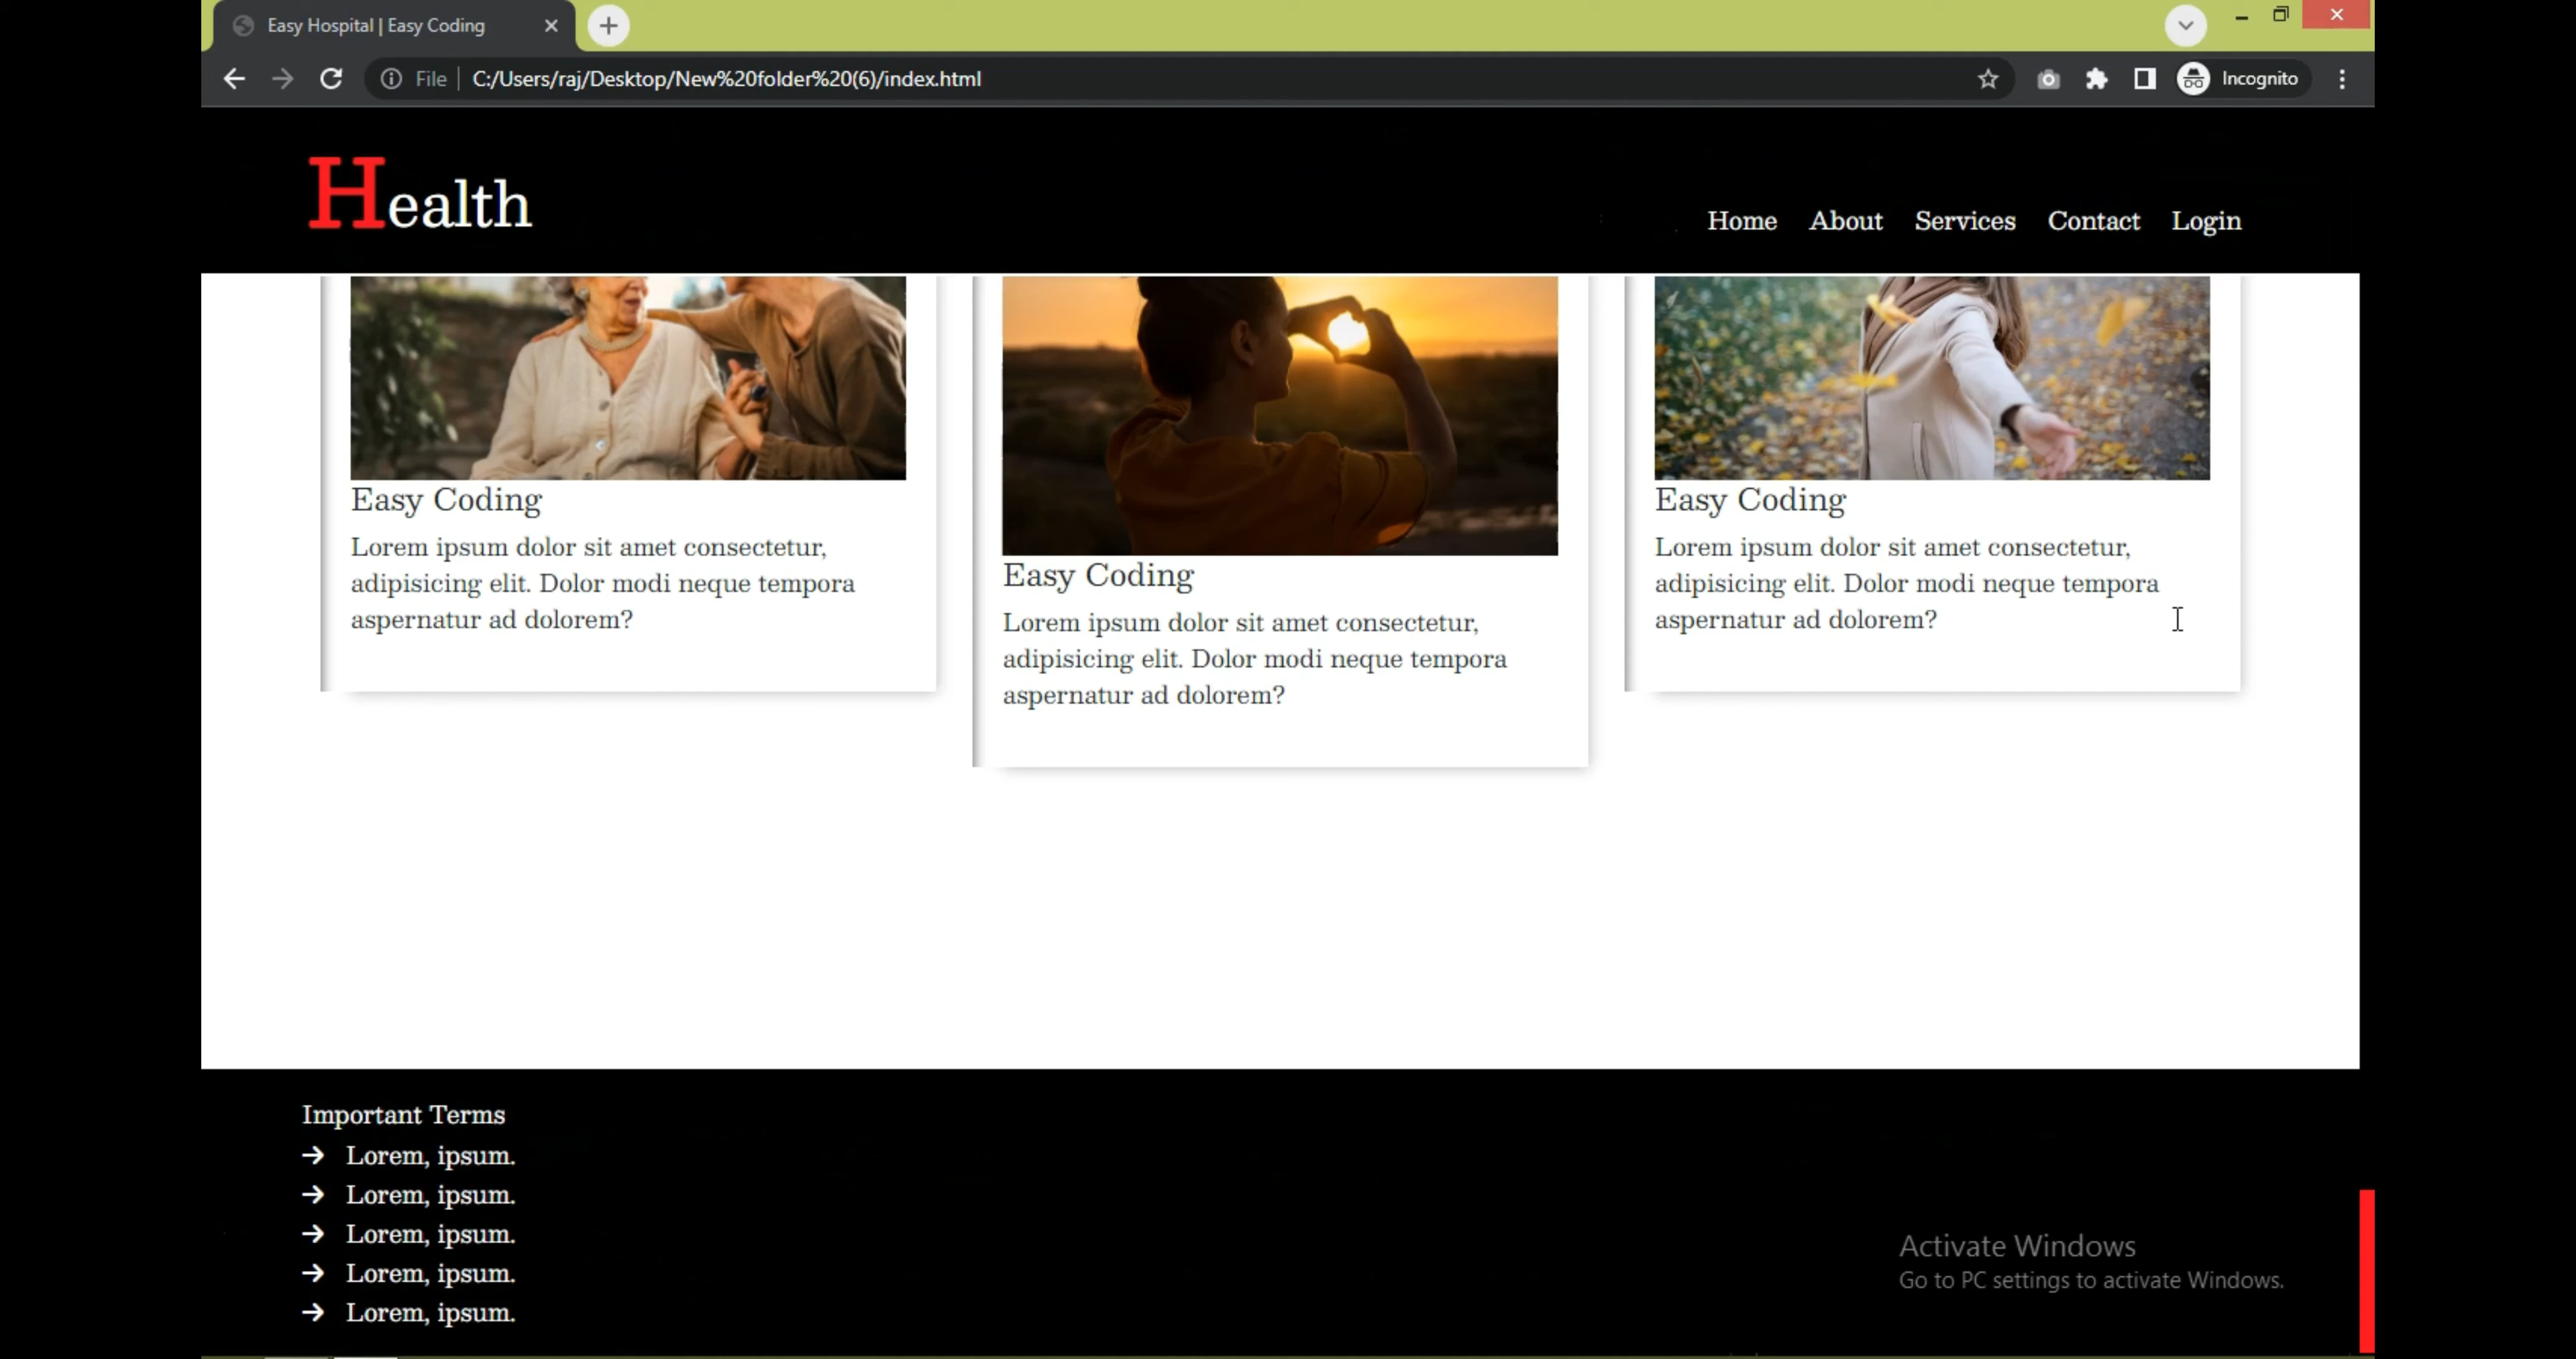 Easy Hospital | Easy Coding
File C:/Users/raj/Desktop/New%20folder%20(6)/index.html
Incognito
Health
Home About Services Contact Login
Easy Coding
Lorem ipsum dolor sit amet consectetur,
adipisicing elit. Dolor modi neque tempora
aspernatur ad dolorem?
Easy Coding
Lorem ipsum dolor sit amet consectetur,
adipisicing elit. Dolor modi neque tempora
aspernatur ad dolorem?
Easy Coding
Lorem ipsum dolor sit amet consectetur,
adipisicing elit. Dolor modi neque tempora
aspernatur ad dolorem?
Important Terms
Lorem, ipsum.
Lorem, ipsum.
Lorem, ipsum.
Lorem, ipsum.
Lorem, ipsum.
Activate Windows
Go to PC settings to activate Windows.